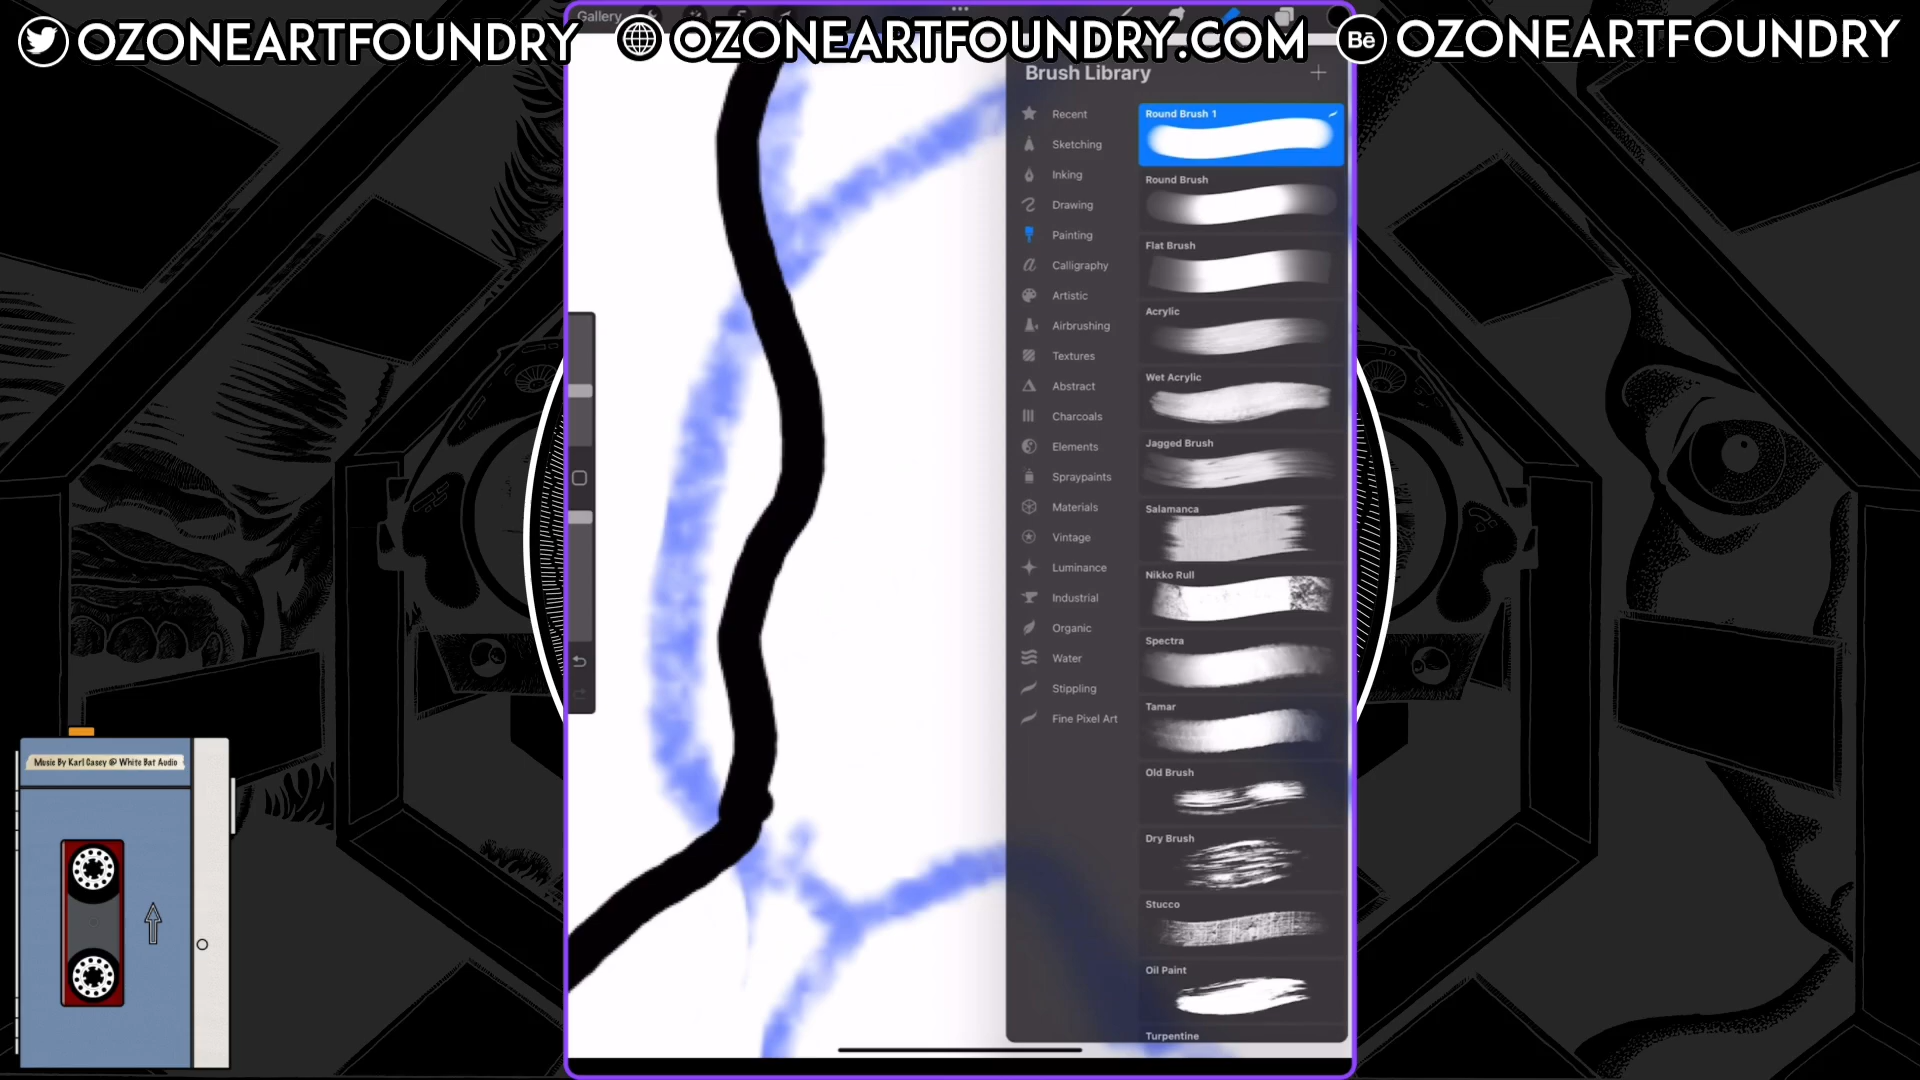 OZONEARTFOUNDRY
OZONEARTFOUNDRY.COM
Bē OZONEARTFOUNDRY
Gallery
Brush Library
Recent
Sketching
Inking
Drawing
Painting
Calligraphy
Artistic
Airbrushing
Textures
Abstract
Charcoals
Elements
Spraypaints
Materials
Vintage
Luminance
Industrial
Organic
Water
Stippling
Fine Pixel Art
Round Brush 1
Round Brush
Flat Brush
Acrylic
Wet Acrylic
Jagged Brush
Salamanca
Nikko Rull
Spectra
Tamar
Old Brush
Dry Brush
Stucco
Oil Paint
Turpentine
Music By Karl Casey @ White Bat Audio